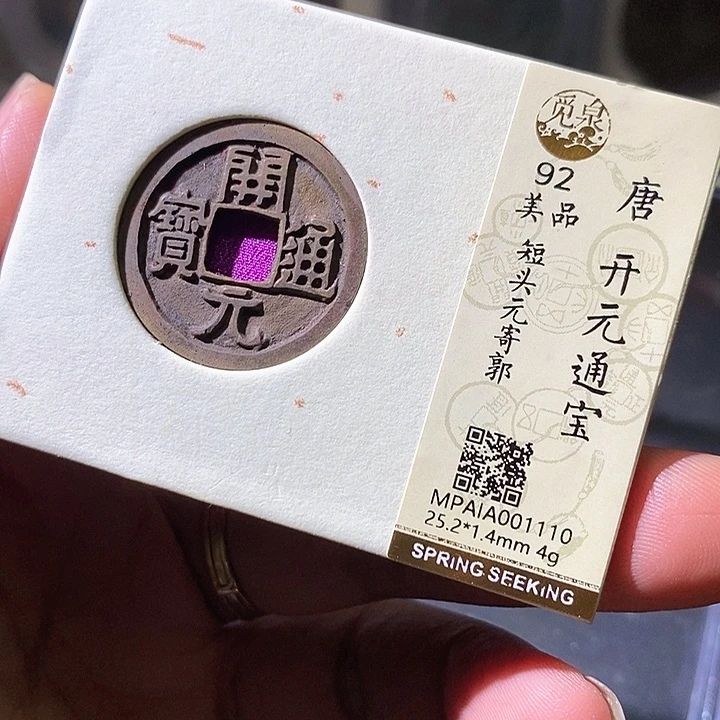 開
通
元
寶
觅泉
92
美品
短头元寄郭
唐
开元通宝
MPAIA001110
25.2*1.4mm 4g
SPRING SEEKING